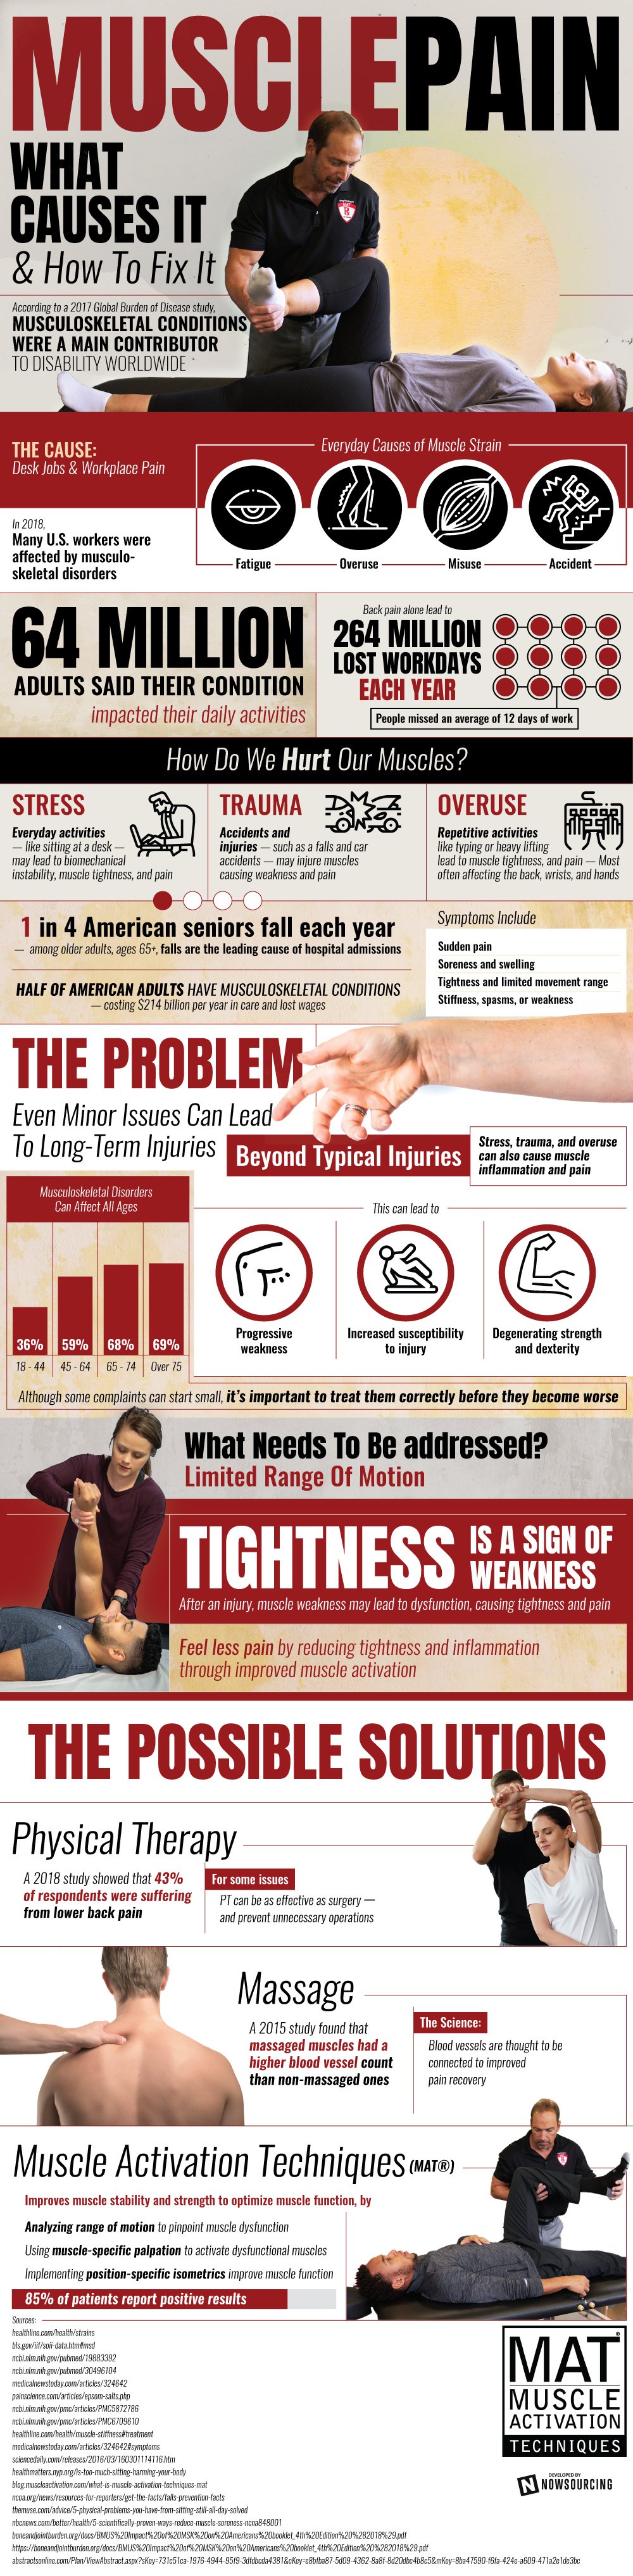 MUSCLEPAIN
WHAT
CAUSES IT
& How To Fix It
According to a 2017 Global Burden of Disease study,
MUSCULOSKELETAL CONDITIONS
WERE A MAIN CONTRIBUTOR
TO DISABILITY WORLDWIDE
THE CAUSE:
Desk Jobs & Workplace Pain
In 2018,
Many U.S. workers were
affected by musculo-
skeletal disorders
Everyday Causes of Muscle Strain
Fatigue
Overuse
Misuse
Accident
64 MILLION
ADULTS SAID THEIR CONDITION
impacted their daily activities
Back pain alone lead to
264 MILLION
LOST WORKDAYS
EACH YEAR
People missed an average of 12 days of work
How Do We Hurt Our Muscles?
STRESS
Everyday activities
— like sitting at a desk —
may lead to biomechanical
instability, muscle tightness, and pain
TRAUMA
Accidents and
injuries — such as a falls and car
accidents — may injure muscles
causing weakness and pain
OVERUSE
Repetitive activities
like typing or heavy lifting
lead to muscle tightness, and pain — Most
often affecting the back, wrists, and hands
1 in 4 American seniors fall each year
— among older adults, ages 65+, falls are the leading cause of hospital admissions
HALF OF AMERICAN ADULTS HAVE MUSCULOSKELETAL CONDITIONS
— costing $214 billion per year in care and lost wages
Symptoms Include
Sudden pain
Soreness and swelling
Tightness and limited movement range
Stiffness, spasms, or weakness
THE PROBLEM
Even Minor Issues Can Lead
To Long-Term Injuries
Beyond Typical Injuries
Stress, trauma, and overuse
can also cause muscle
inflammation and pain
Musculoskeletal Disorders
Can Affect All Ages
36% 59% 68% 69%
18 - 44 45 - 64 65 - 74 Over 75
This can lead to
Progressive
weakness
Increased susceptibility
to injury
Degenerating strength
and dexterity
Although some complaints can start small, it's important to treat them correctly before they become worse
What Needs To Be addressed?
Limited Range Of Motion
TIGHTNESS IS A SIGN OF
WEAKNESS
After an injury, muscle weakness may lead to dysfunction, causing tightness and pain
Feel less pain by reducing tightness and inflammation
through improved muscle activation
THE POSSIBLE SOLUTIONS
Physical Therapy
A 2018 study showed that 43%
of respondents were suffering
from lower back pain
For some issues
PT can be as effective as surgery —
and prevent unnecessary operations
Massage
A 2015 study found that
massaged muscles had a
higher blood vessel count
than non-massaged ones
The Science:
Blood vessels are thought to be
connected to improved
pain recovery
Muscle Activation Techniques (MAT®)
Improves muscle stability and strength to optimize muscle function, by
Analyzing range of motion to pinpoint muscle dysfunction
Using muscle-specific palpation to activate dysfunctional muscles
Implementing position-specific isometrics improve muscle function
85% of patients report positive results
Sources:
healthline.com/health/strains
bls.gov/iif/soii-data.htm#msd
ncbi.nlm.nih.gov/pubmed/19883392
ncbi.nlm.nih.gov/pubmed/30496104
medicalnewstoday.com/articles/324642
painscience.com/articles/epsom-salts.php
ncbi.nlm.nih.gov/pmc/articles/PMC5872786
ncbi.nlm.nih.gov/pmc/articles/PMC6709610
healthline.com/health/muscle-stiffness#treatment
medicalnewstoday.com/articles/324642#symptoms
sciencedaily.com/releases/2016/03/160301114116.htm
healthmatters.nyp.org/is-too-much-sitting-harming-your-body
blog.muscleactivation.com/what-is-muscle-activation-techniques-mat
ncoa.org/news/resources-for-reporters/get-the-facts/falls-prevention-facts
themuse.com/advice/5-physical-problems-you-have-from-sitting-still-all-day-solved
nbcnews.com/better/health/5-scientifically-proven-ways-reduce-muscle-soreness-ncna848001
boneandjointburden.org/docs/BMUS%20Impact%20of%20MSK%20on%20Americans%20booklet_4th%20Edition%20%282018%29.pdf
https://boneandjointburden.org/docs/BMUS%20Impact%20of%20MSK%20on%20Americans%20booklet_4th%20Edition%20%282018%29.pdf
MAT®
MUSCLE
ACTIVATION
TECHNIQUES
DEVELOPED BY
NOWSOURCING